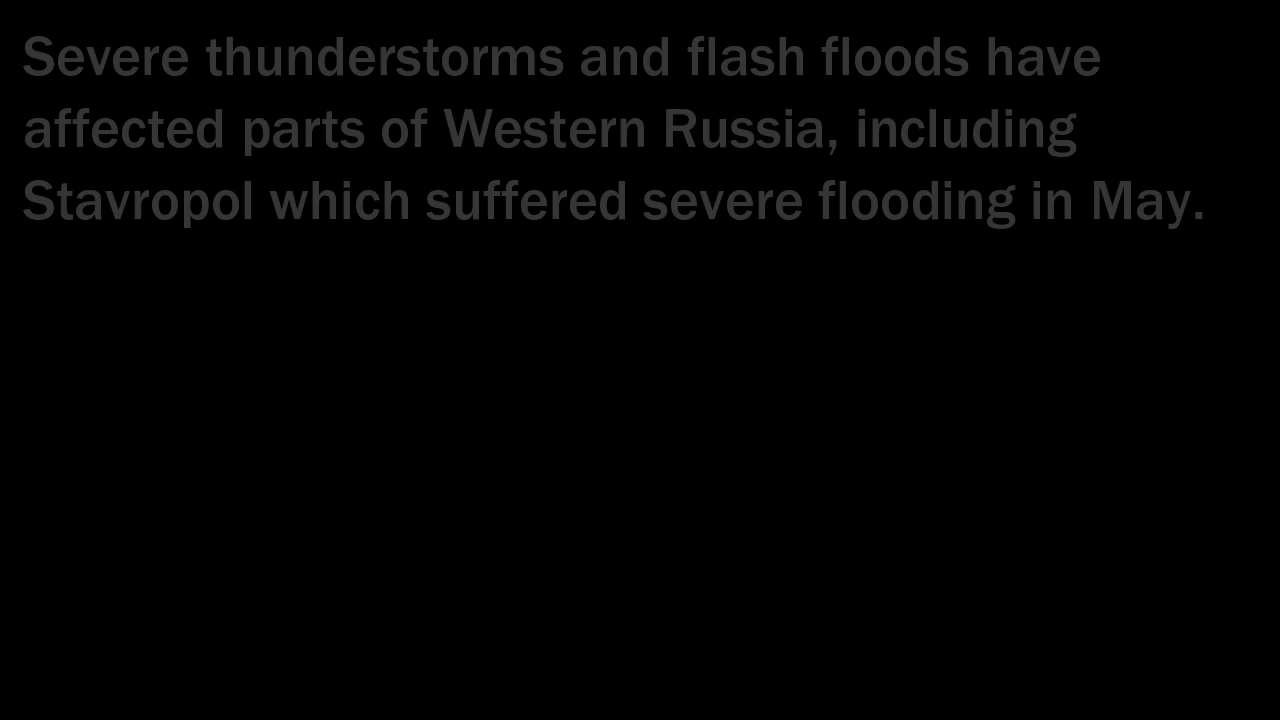 Severe thunderstorms and flash floods have
affected parts of Western Russia, including
Stavropol which suffered severe flooding in May.